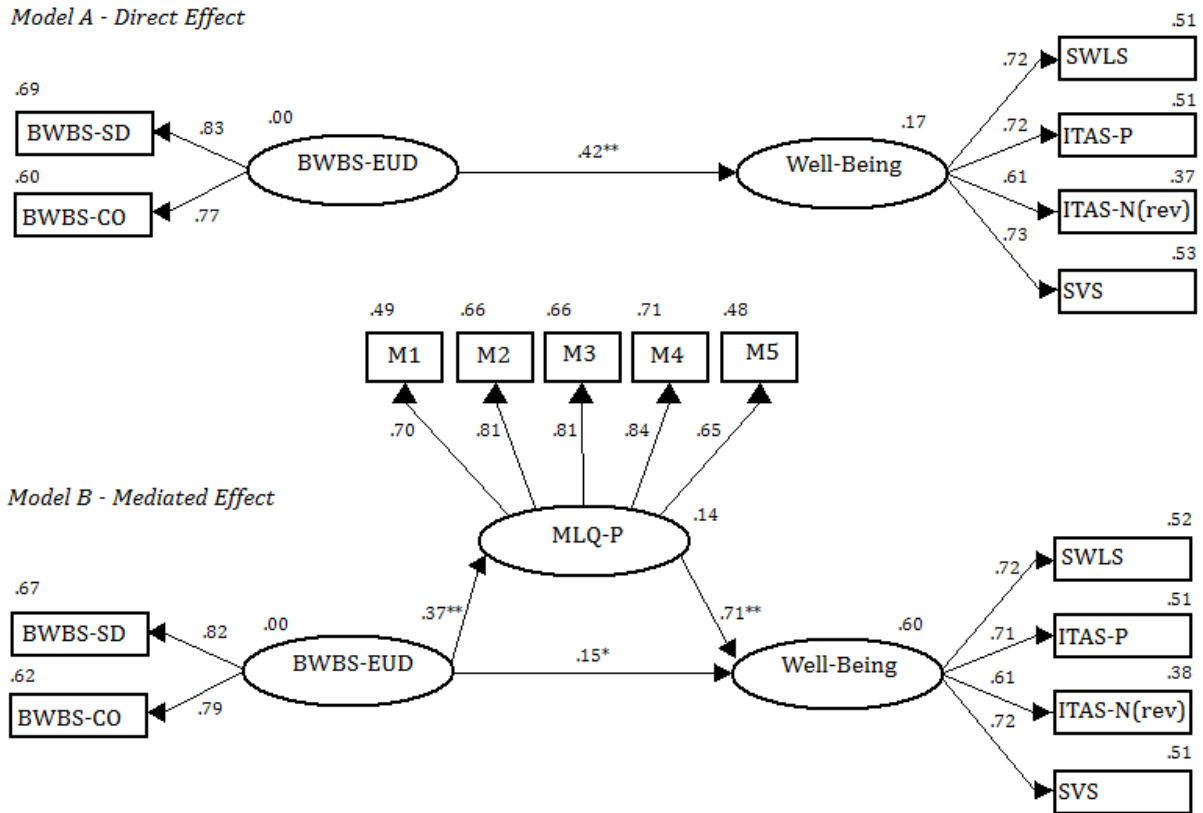 Model A - Direct Effect
.51
.72
SWLS
.69
.00
.17
.51
BWBS-SD
.83
BWBS-EUD
.42**
Well-Being
.72
ITAS-P
.60
.61
.37
BWBS-CO
.77
ITAS-N(rev)
.73
.53
SVS
.49
.66
.66
.71
.48
M1
M2
M3
M4
M5
.70
.81
.81
.84
.65
Model B - Mediated Effect
MLQ-P
.14
.52
.72
SWLS
.67
.00
.37**
.71**
.60
.51
BWBS-SD
.82
BWBS-EUD
.15*
Well-Being
.71
ITAS-P
.62
.61
.38
BWBS-CO
.79
ITAS-N(rev)
.72
.51
SVS